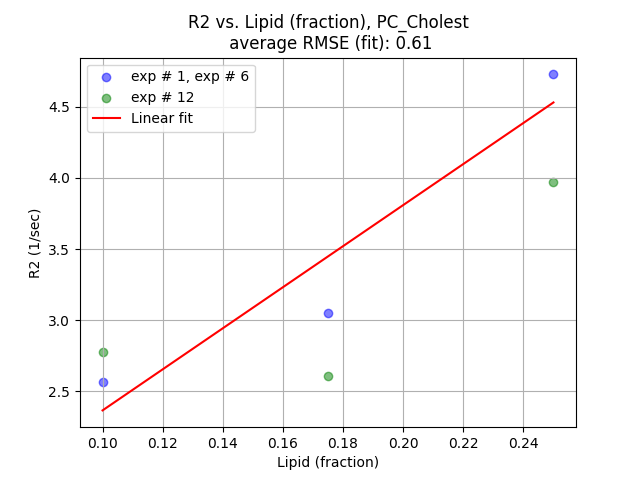 R2 vs. Lipid (fraction), PC_Cholest
average RMSE (fit): 0.61
exp # 1, exp # 6
exp # 12
Linear fit
4.5
4.0
3.5
3.0
2.5
R2 (1/sec)
0.10 0.12 0.14 0.16 0.18 0.20 0.22 0.24
Lipid (fraction)